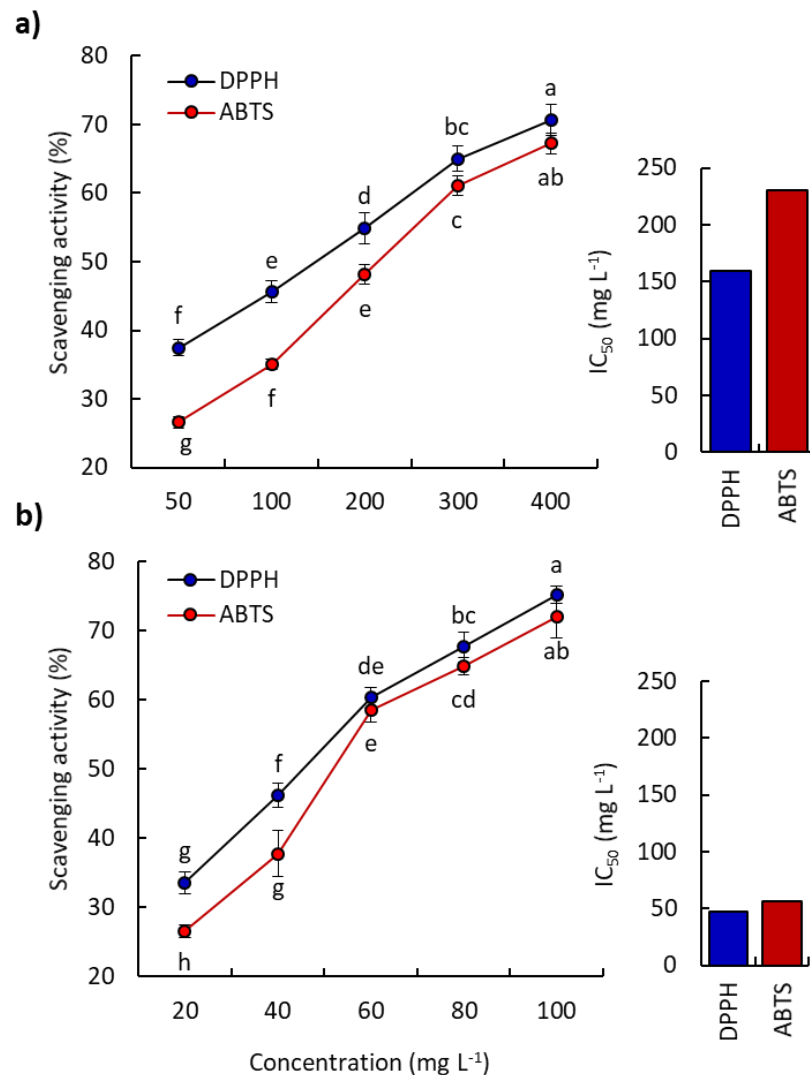 a)
80
70
60
50
40
30
20
Scavenging activity (%)
DPPH
ABTS
f
e
d
bc
a
g
f
e
c
ab
50 100 200 300 400
250
200
150
100
50
0
IC50 (mg L-1)
DPPH
ABTS
b)
80
70
60
50
40
30
20
Scavenging activity (%)
DPPH
ABTS
g
f
de
bc
a
h
g
e
cd
ab
20 40 60 80 100
Concentration (mg L-1)
250
200
150
100
50
0
IC50 (mg L-1)
DPPH
ABTS